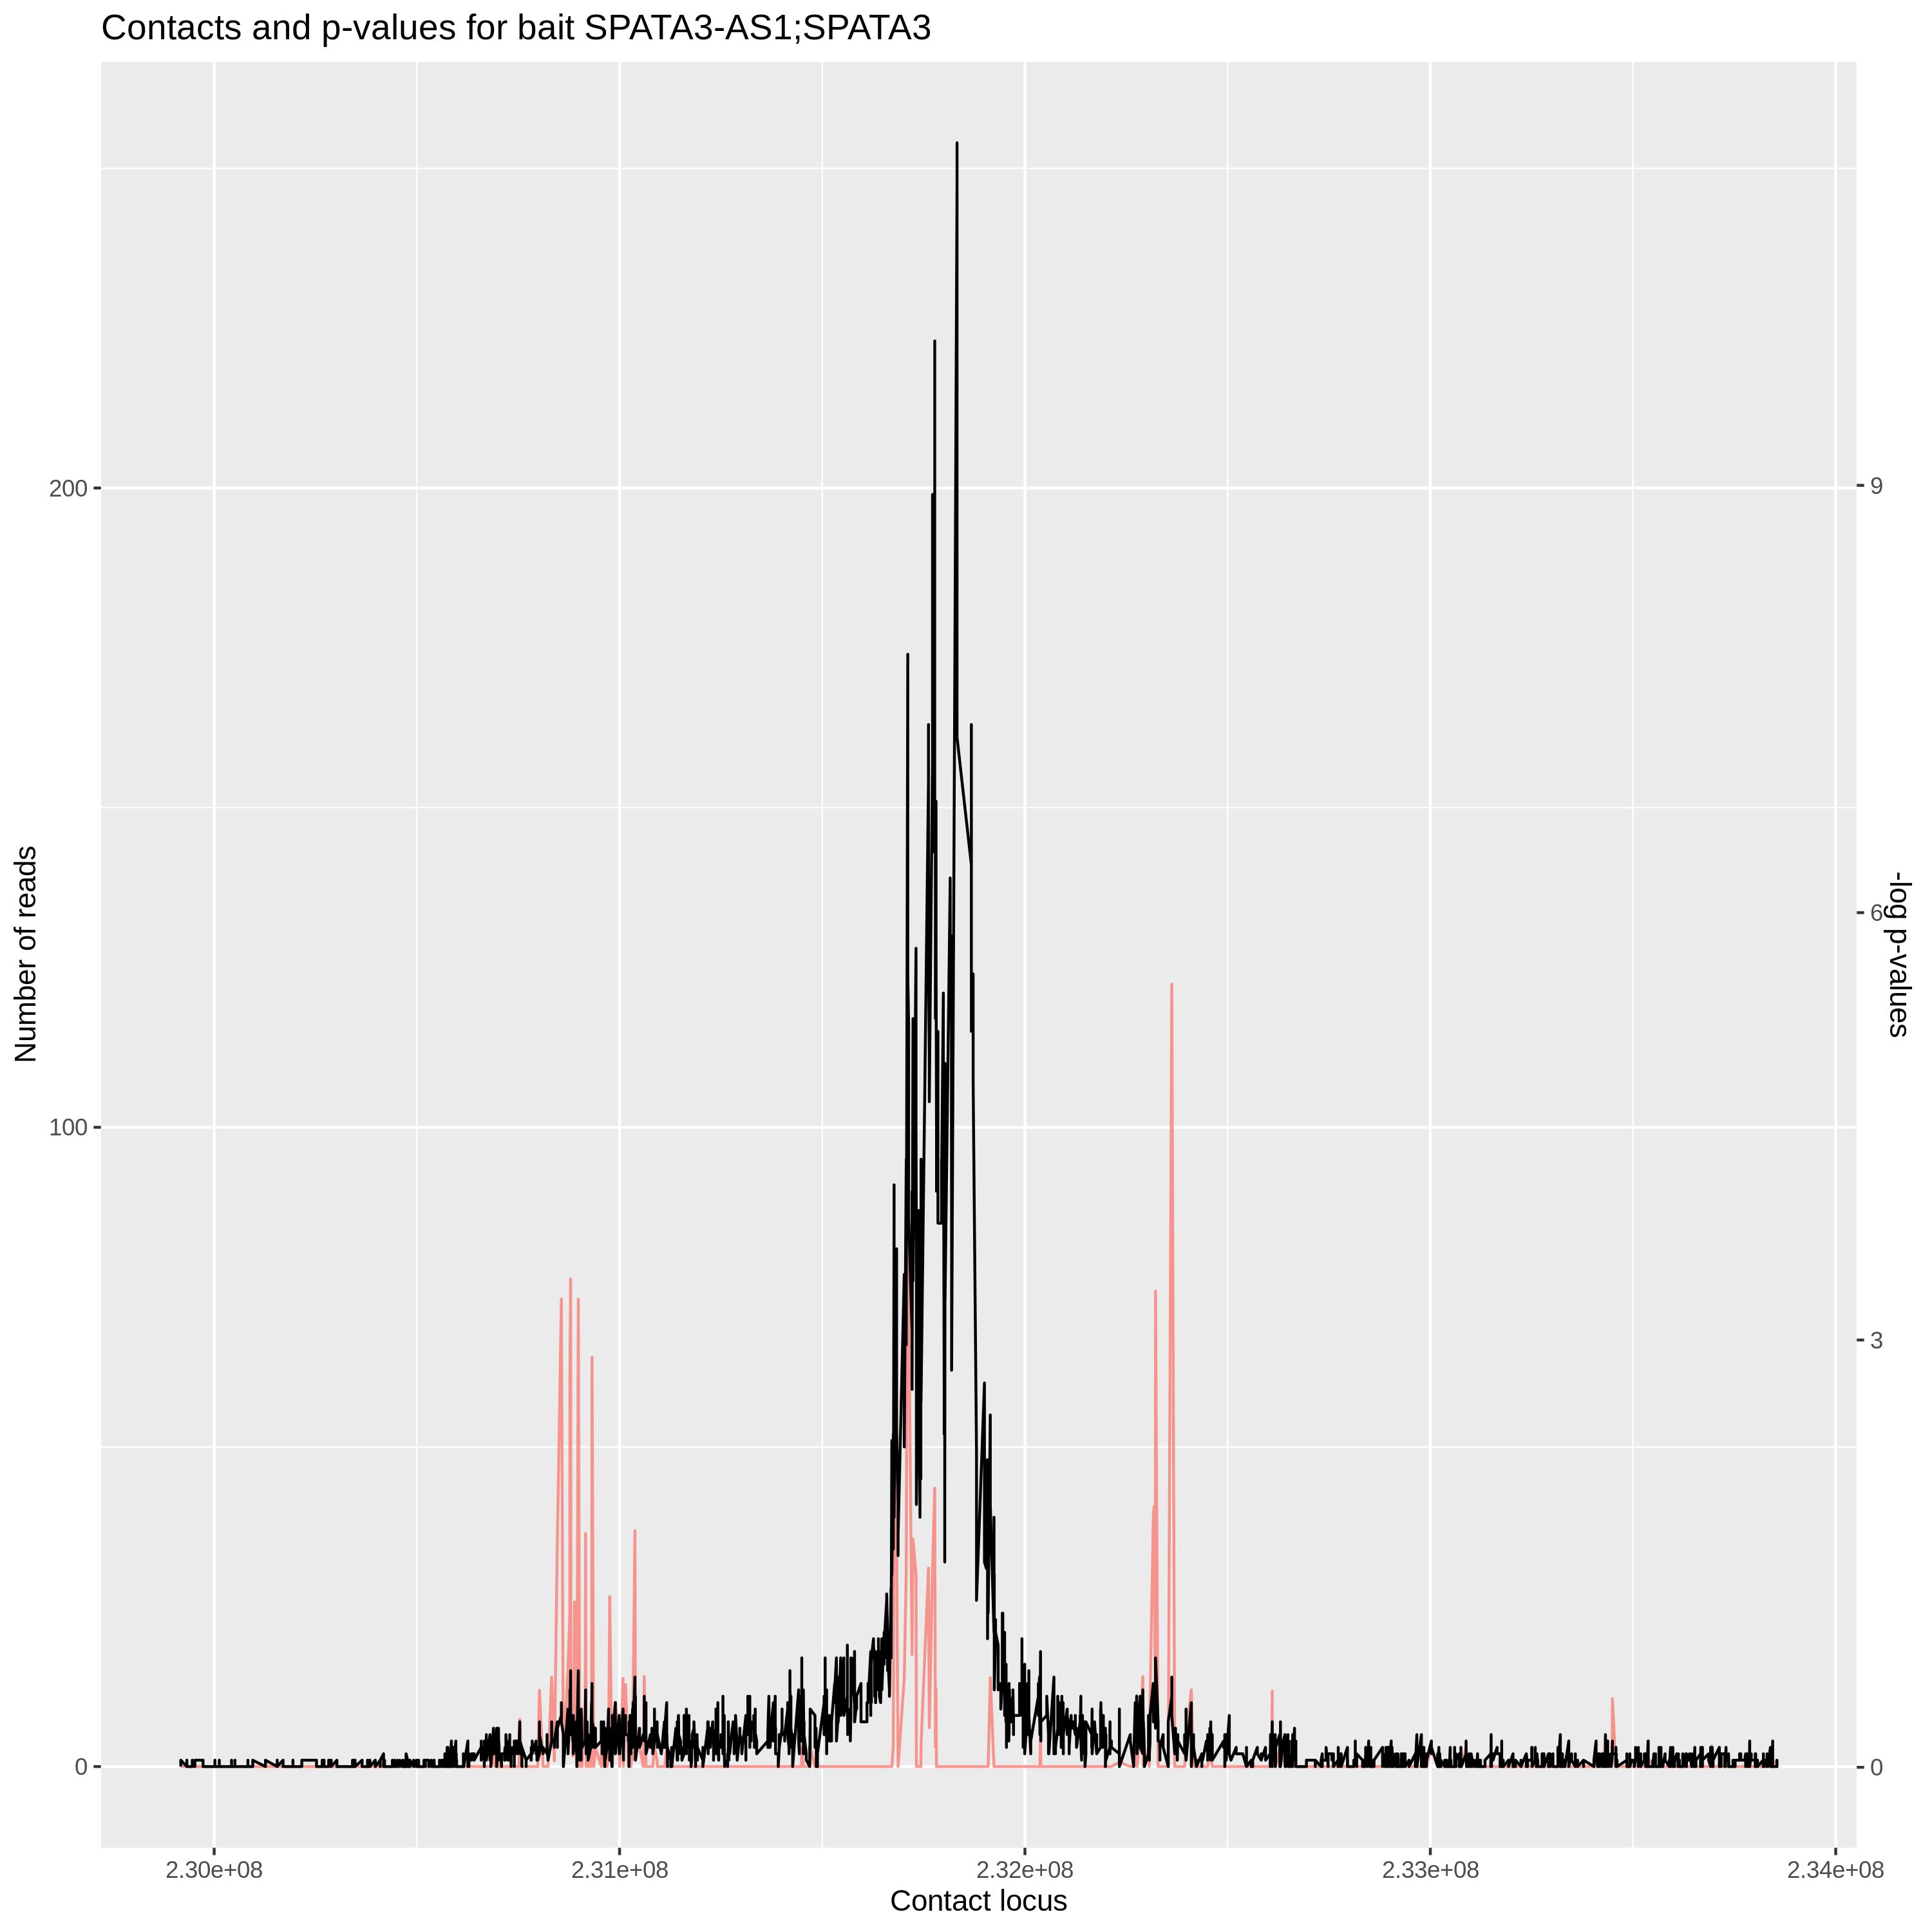 Contacts and p-values for bait SPATA3-AS1;SPATA3
Number of reads
200
100
0
9
6
3
0
-log p-values
2.30e+08
2.31e+08
2.32e+08
2.33e+08
2.34e+08
Contact locus